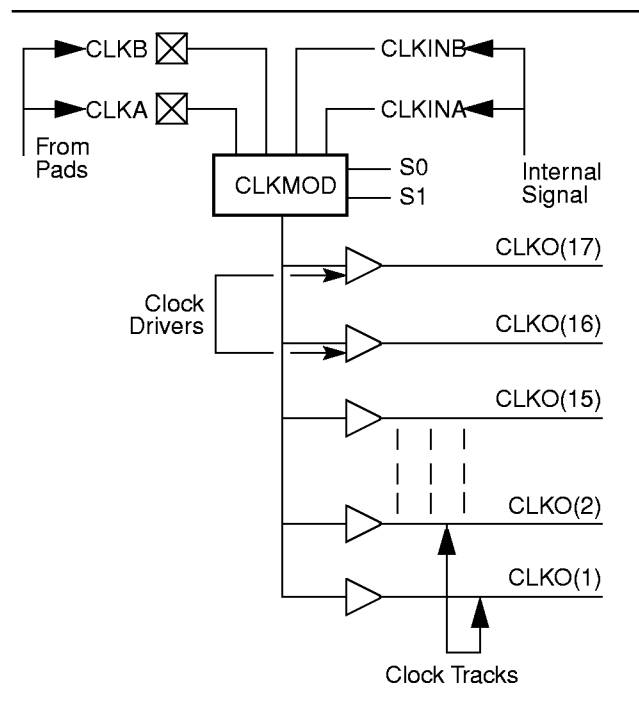 CLKB
CLKINB
CLKA
CLKINA
From
Pads
Internal
Signal
CLKMOD
S0
S1
CLKO(17)
Clock
Drivers
CLKO(16)
CLKO(15)
CLKO(2)
CLKO(1)
Clock Tracks